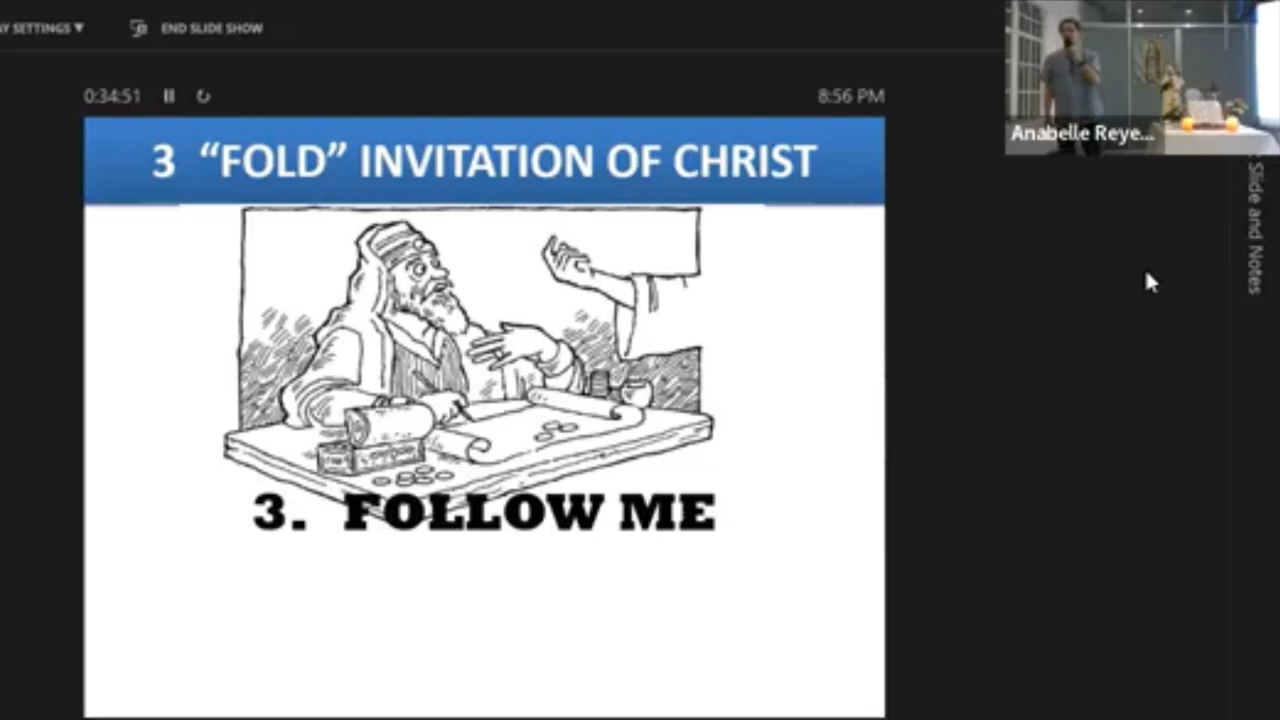 AY SETTINGS ▼ END SLIDE SHOW
0:34:51 8:56 PM
3 “FOLD” INVITATION OF CHRIST
3. FOLLOW ME
Anabelle Reye...
Slide and Notes